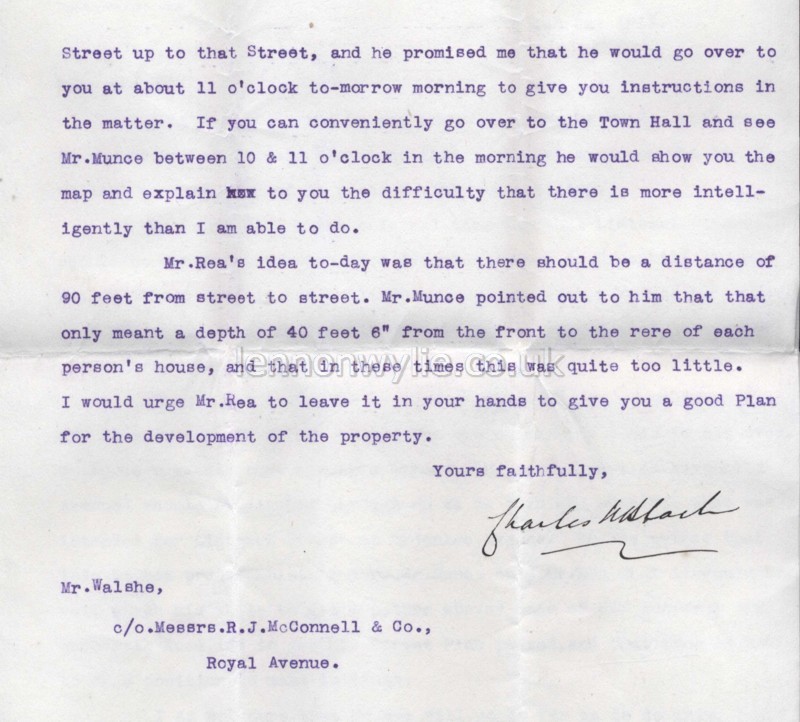 Street up to that Street, and he promised me that he would go over to
you at about 11 o'clock to-morrow morning to give you instructions in
the matter. If you can conveniently go over to the Town Hall and see
Mr.Munce between 10 & 11 o'clock in the morning he would show you the
map and explain to you the difficulty that there is more intell-
igently than I am able to do.
Mr.Rea's idea to-day was that there should be a distance of
90 feet from street to street. Mr.Munce pointed out to him that that
only meant a depth of 40 feet 6" from the front to the rere of each
person's house, and that in these times this was quite too little.
lennonwylie.co.uk
I would urge Mr.Rea to leave it in your hands to give you a good Plan
for the development of the property.
Yours faithfully,
Charles
Mr.Walshe,
c/o.Messrs.R.J.McConnell & Co.,
Royal Avenue.